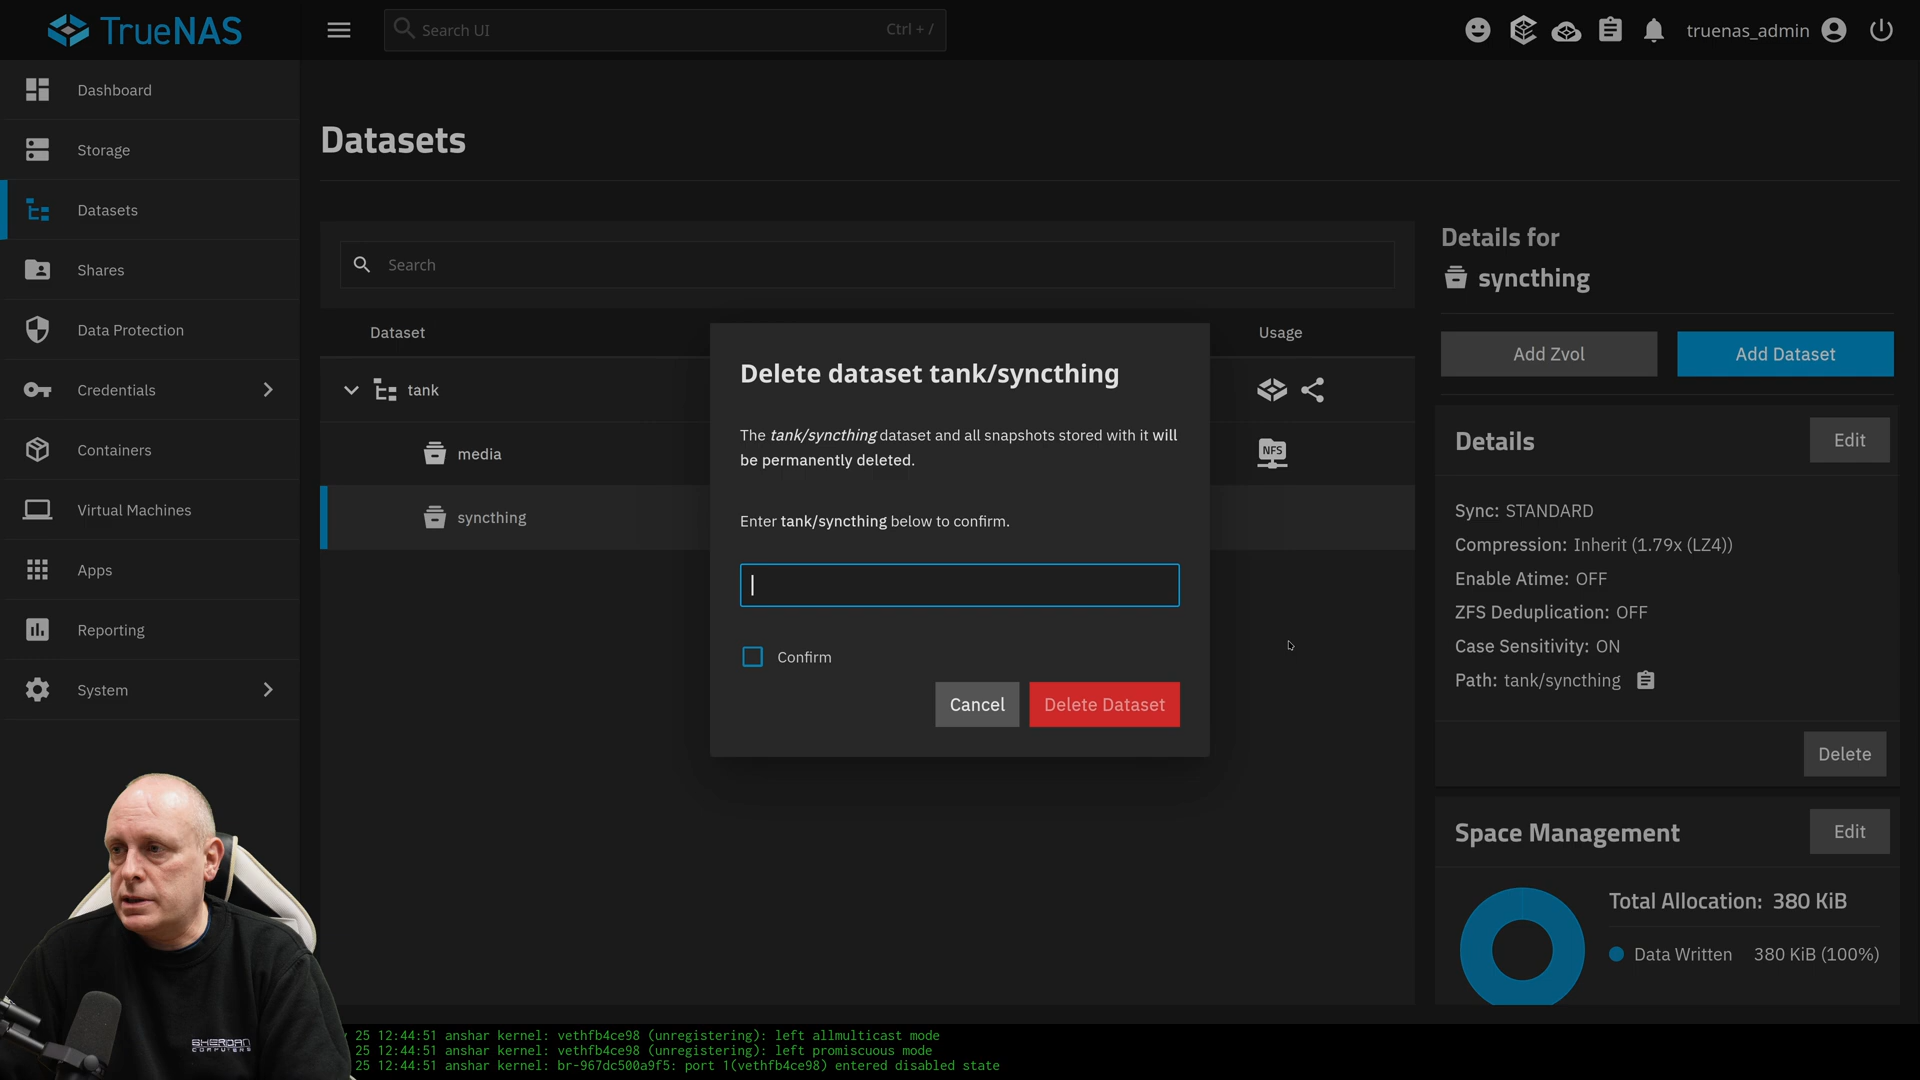 TrueNAS
Search UI
Ctrl + /
truenas_admin
Dashboard
Storage
Datasets
Shares
Data Protection
Credentials
Containers
Virtual Machines
Apps
Reporting
System
Datasets
Search
Dataset
Usage
tank
media
NFS
syncthing
Delete dataset tank/syncthing
The tank/syncthing dataset and all snapshots stored with it will
be permanently deleted.
Enter tank/syncthing below to confirm.
Confirm
Cancel
Delete Dataset
Details for
syncthing
Add Zvol
Add Dataset
Details
Edit
Sync: STANDARD
Compression: Inherit (1.79x (LZ4))
Enable Atime: OFF
ZFS Deduplication: OFF
Case Sensitivity: ON
Path: tank/syncthing
Delete
Space Management
Edit
Total Allocation: 380 KiB
Data Written 380 KiB (100%)
SHERDAN
COMPUTERS
25 12:44:51 anshar kernel: vethfb4ce98 (unregistering): left allmulticast mode
25 12:44:51 anshar kernel: vethfb4ce98 (unregistering): left promiscuous mode
25 12:44:51 anshar kernel: br-967dc500a9f5: port 1(vethfb4ce98) entered disabled state